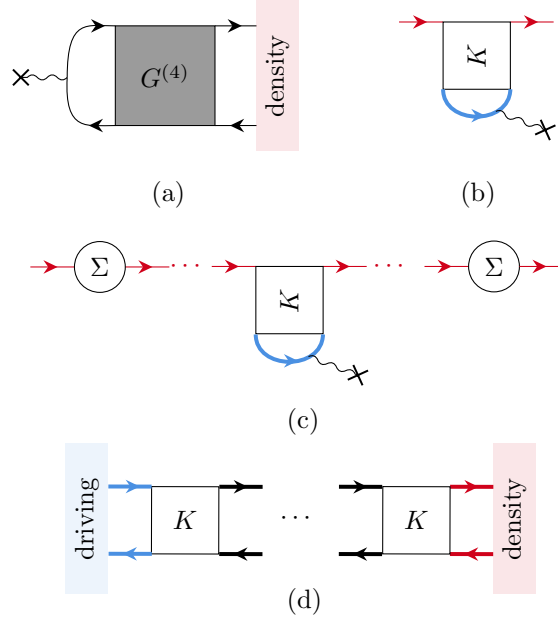 G^{(4)} density K
(a) (b)
Σ ··· K ··· Σ
(c)
driving K ··· K density
(d)